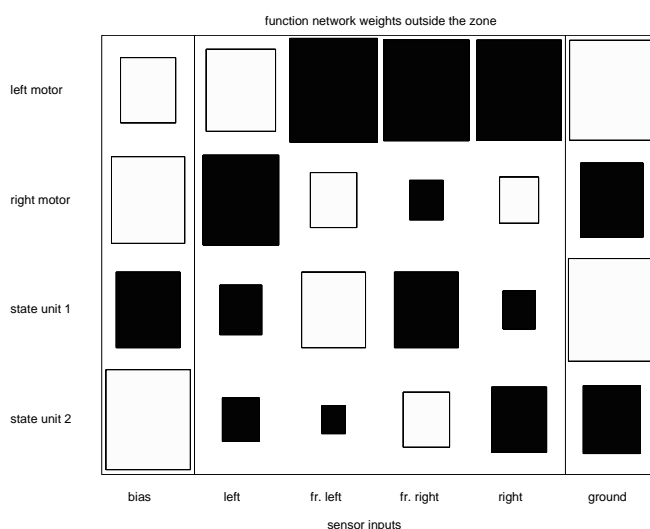 function network weights outside the zone
left motor
right motor
state unit 1
state unit 2
bias left fr. left fr. right right ground
sensor inputs